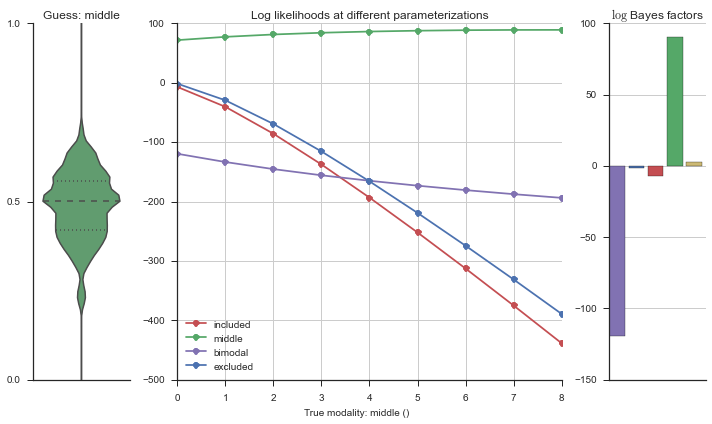 Guess: middle
1.0
0.5
0.0
Log likelihoods at different parameterizations
100
0
−100
−200
−300
−400
−500
included
middle
bimodal
excluded
0 1 2 3 4 5 6 7 8
True modality: middle ()
log Bayes factors
100
50
0
−50
−100
−150